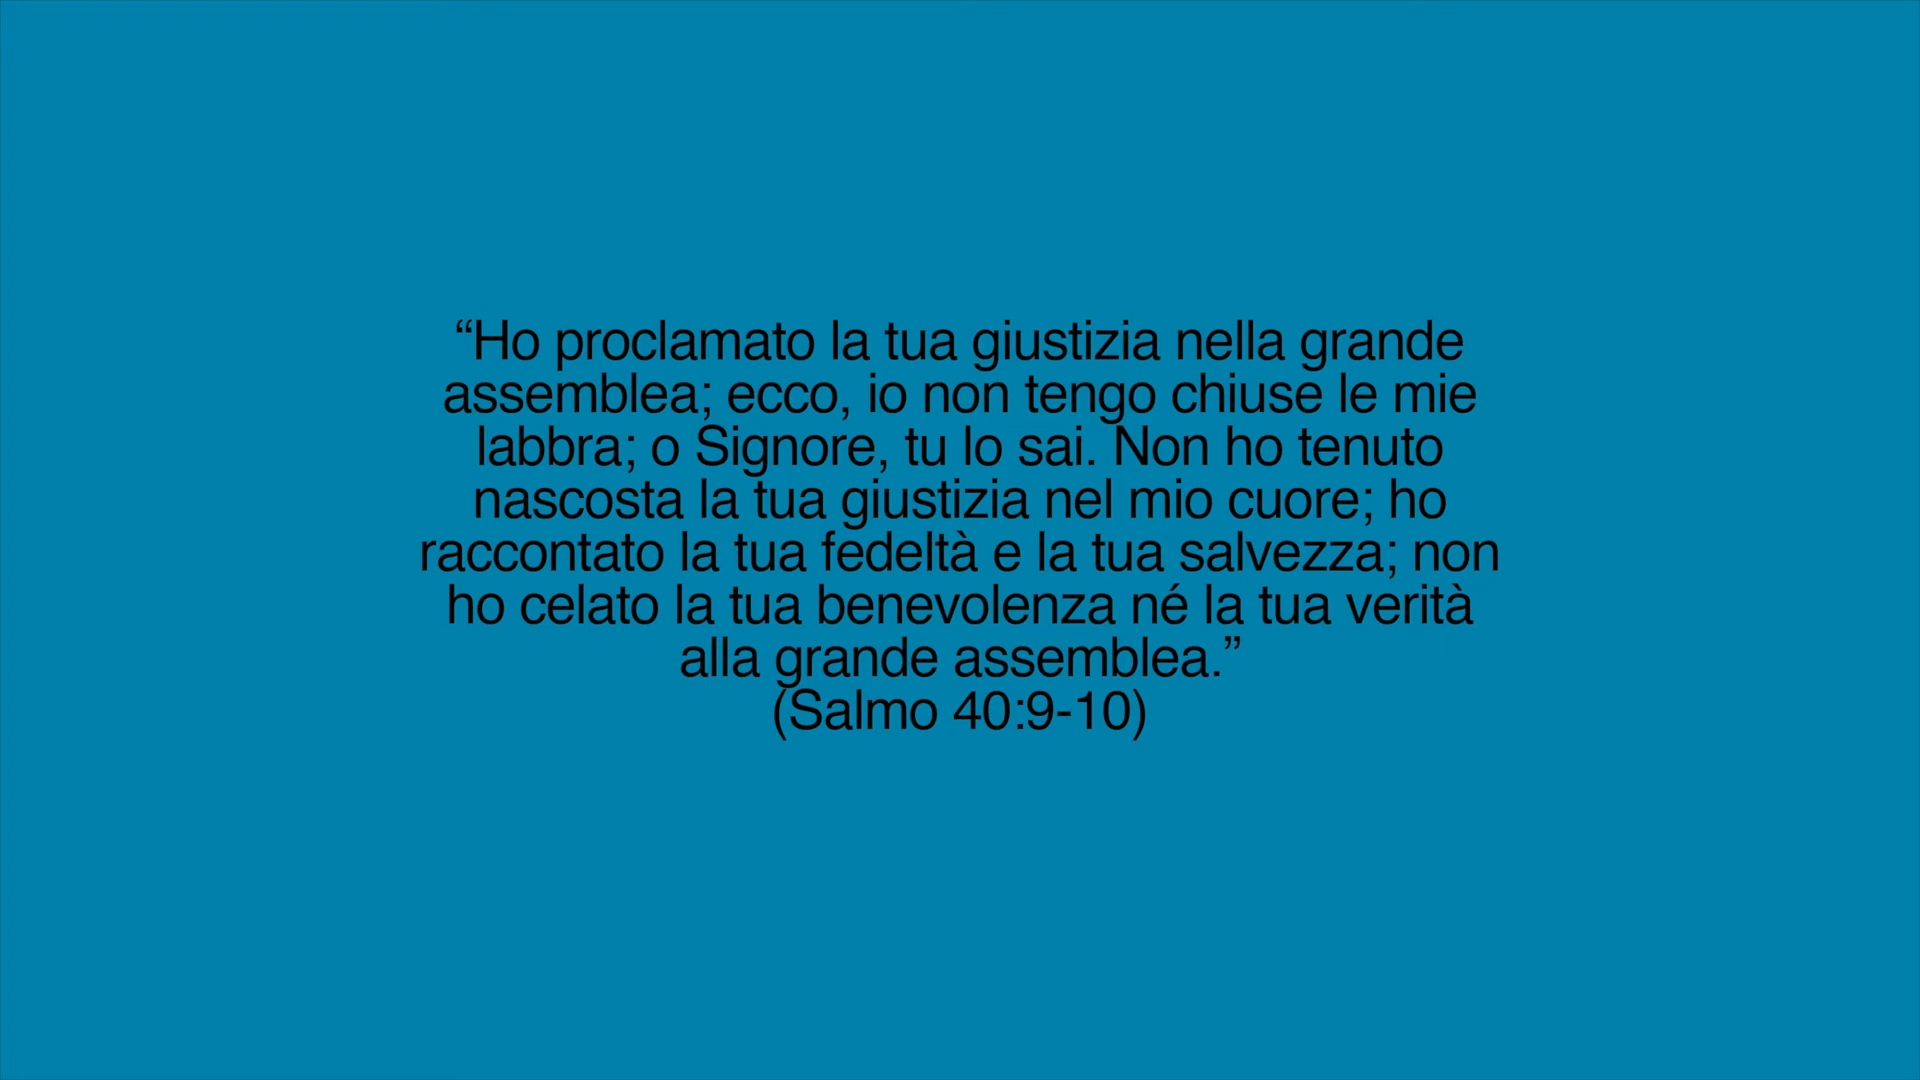 “Ho proclamato la tua giustizia nella grande
assemblea; ecco, io non tengo chiuse le mie
labbra; o Signore, tu lo sai. Non ho tenuto
nascosta la tua giustizia nel mio cuore; ho
raccontato la tua fedeltà e la tua salvezza; non
ho celato la tua benevolenza né la tua verità
alla grande assemblea.”
(Salmo 40:9-10)